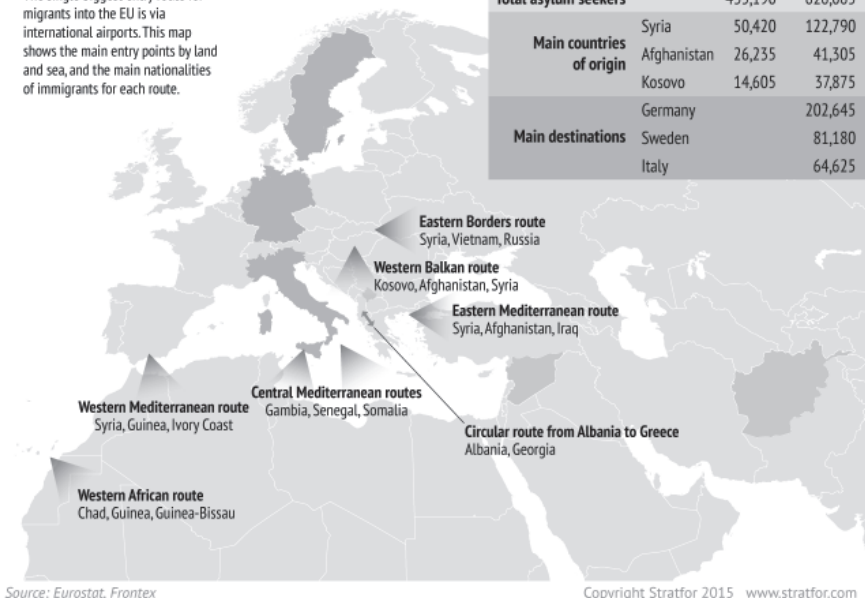 migrants into the EU is via
international airports. This map
shows the main entry points by land
and sea, and the main nationalities
of immigrants for each route.
Total asylum seekers
Main countries
of origin
Syria 50,420 122,790
Afghanistan 26,235 41,305
Kosovo 14,605 37,875
Main destinations
Germany 202,645
Sweden 81,180
Italy 64,625
Eastern Borders route
Syria, Vietnam, Russia
Western Balkan route
Kosovo, Afghanistan, Syria
Eastern Mediterranean route
Syria, Afghanistan, Iraq
Central Mediterranean routes
Gambia, Senegal, Somalia
Western Mediterranean route
Syria, Guinea, Ivory Coast
Circular route from Albania to Greece
Albania, Georgia
Western African route
Chad, Guinea, Guinea-Bissau
Source: Eurostat, Frontex
Copyright Stratfor 2015 www.stratfor.com